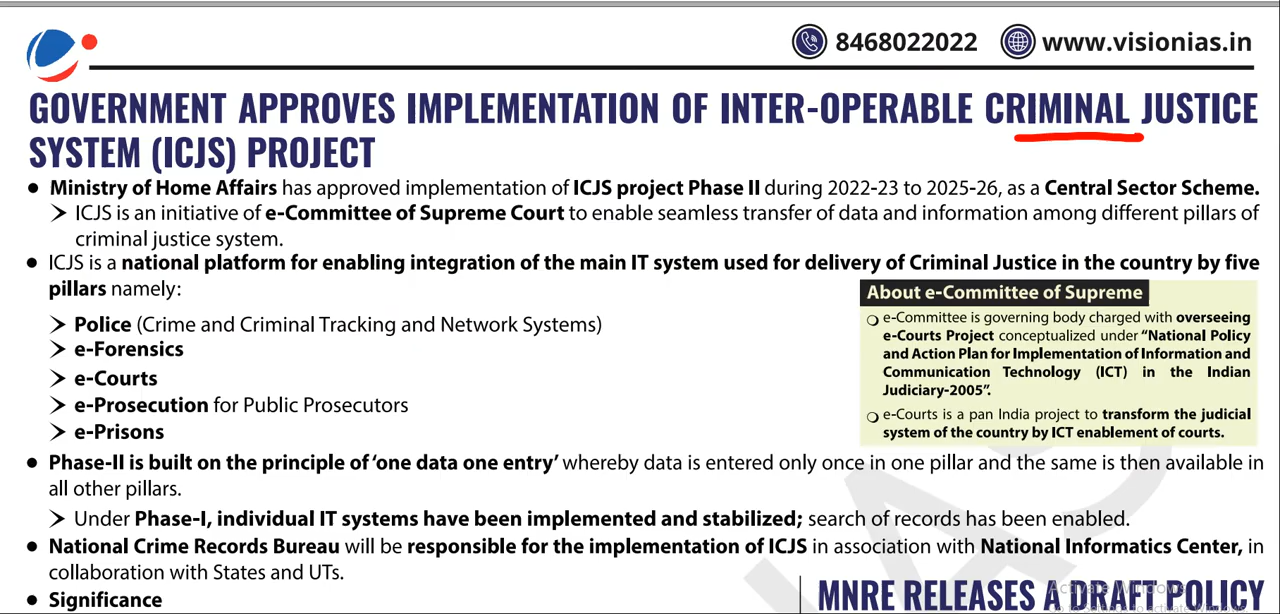 8468022022 www.visionias.in
GOVERNMENT APPROVES IMPLEMENTATION OF INTER-OPERABLE CRIMINAL JUSTICE
SYSTEM (ICJS) PROJECT
● Ministry of Home Affairs has approved implementation of ICJS project Phase II during 2022-23 to 2025-26, as a Central Sector Scheme.
➢ ICJS is an initiative of e-Committee of Supreme Court to enable seamless transfer of data and information among different pillars of
criminal justice system.
● ICJS is a national platform for enabling integration of the main IT system used for delivery of Criminal Justice in the country by five
pillars namely:
➢ Police (Crime and Criminal Tracking and Network Systems)
➢ e-Forensics
➢ e-Courts
➢ e-Prosecution for Public Prosecutors
➢ e-Prisons
About e-Committee of Supreme
❍ e-Committee is governing body charged with overseeing
e-Courts Project conceptualized under “National Policy
and Action Plan for Implementation of Information and
Communication Technology (ICT) in the Indian
Judiciary-2005”.
❍ e-Courts is a pan India project to transform the judicial
system of the country by ICT enablement of courts.
● Phase-II is built on the principle of ‘one data one entry’ whereby data is entered only once in one pillar and the same is then available in
all other pillars.
➢ Under Phase-I, individual IT systems have been implemented and stabilized; search of records has been enabled.
● National Crime Records Bureau will be responsible for the implementation of ICJS in association with National Informatics Center, in
collaboration with States and UTs.
● Significance
MNRE RELEASES A DRAFT POLICY
Activate Windows